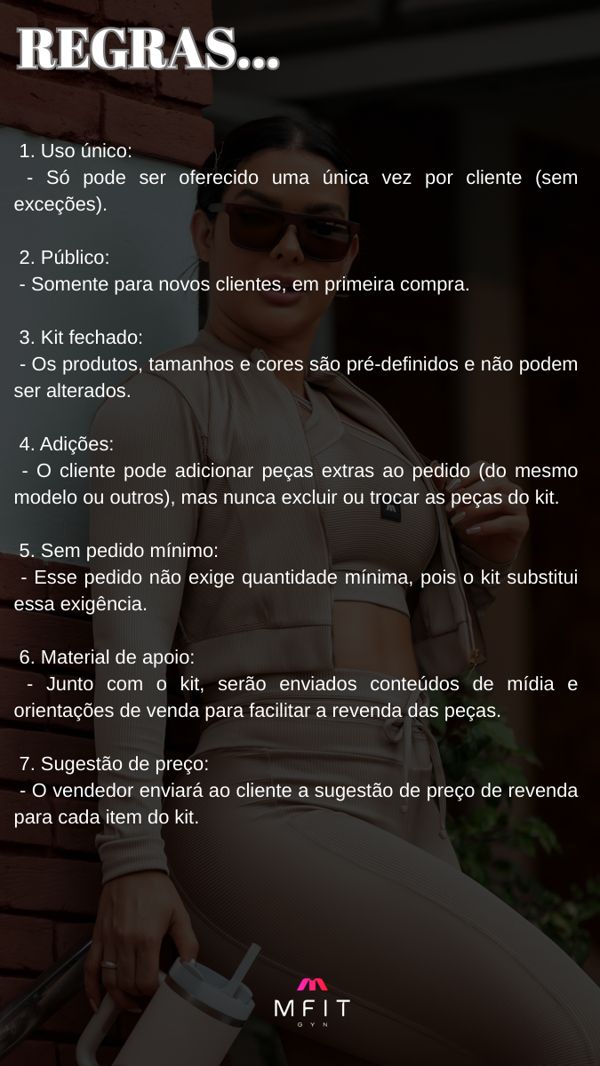 REGRAS...
1. Uso único:
- Só pode ser oferecido uma única vez por cliente (sem
exceções).
2. Público:
- Somente para novos clientes, em primeira compra.
3. Kit fechado:
- Os produtos, tamanhos e cores são pré-definidos e não podem
ser alterados.
4. Adições:
- O cliente pode adicionar peças extras ao pedido (do mesmo
modelo ou outros), mas nunca excluir ou trocar as peças do kit.
5. Sem pedido mínimo:
- Esse pedido não exige quantidade mínima, pois o kit substitui
essa exigência.
6. Material de apoio:
- Junto com o kit, serão enviados conteúdos de mídia e
orientações de venda para facilitar a revenda das peças.
7. Sugestão de preço:
- O vendedor enviará ao cliente a sugestão de preço de revenda
para cada item do kit.
MFIT
GYN